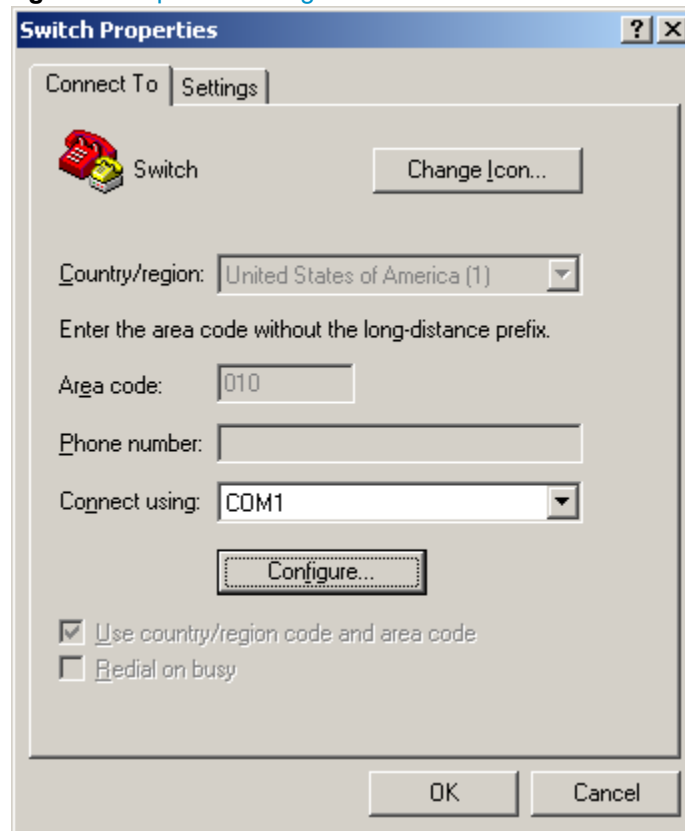 Switch Properties
Connect To Settings
Switch Change Icon...
Country/region: United States of America (1)
Enter the area code without the long-distance prefix.
Area code: 010
Phone number:
Connect using: COM1
Configure...
Use country/region code and area code
Redial on busy
OK Cancel